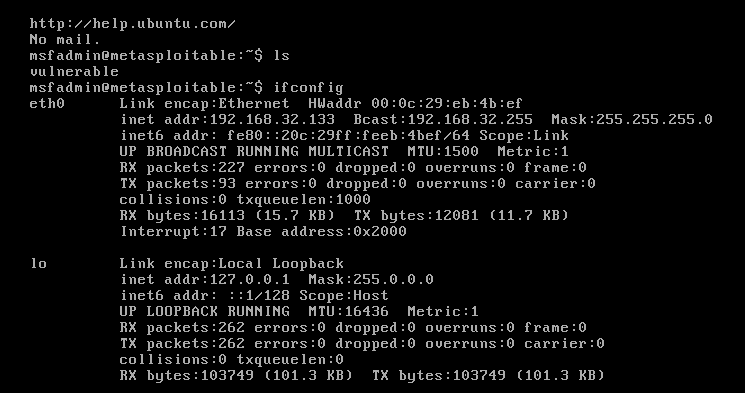 http://help.ubuntu.com/
No mail.
msfadmin@metasploitable:~$ ls
vulnerable
msfadmin@metasploitable:~$ ifconfig
eth0      Link encap:Ethernet  HWaddr 00:0c:29:eb:4b:ef
          inet addr:192.168.32.133  Bcast:192.168.32.255  Mask:255.255.255.0
          inet6 addr: fe80::20c:29ff:feeb:4bef/64 Scope:Link
          UP BROADCAST RUNNING MULTICAST  MTU:1500  Metric:1
          RX packets:227 errors:0 dropped:0 overruns:0 frame:0
          TX packets:93 errors:0 dropped:0 overruns:0 carrier:0
          collisions:0 txqueuelen:1000
          RX bytes:16113 (15.7 KB)  TX bytes:12081 (11.7 KB)
          Interrupt:17 Base address:0x2000

lo        Link encap:Local Loopback
          inet addr:127.0.0.1  Mask:255.0.0.0
          inet6 addr: ::1/128 Scope:Host
          UP LOOPBACK RUNNING  MTU:16436  Metric:1
          RX packets:262 errors:0 dropped:0 overruns:0 frame:0
          TX packets:262 errors:0 dropped:0 overruns:0 carrier:0
          collisions:0 txqueuelen:0
          RX bytes:103749 (101.3 KB)  TX bytes:103749 (101.3 KB)